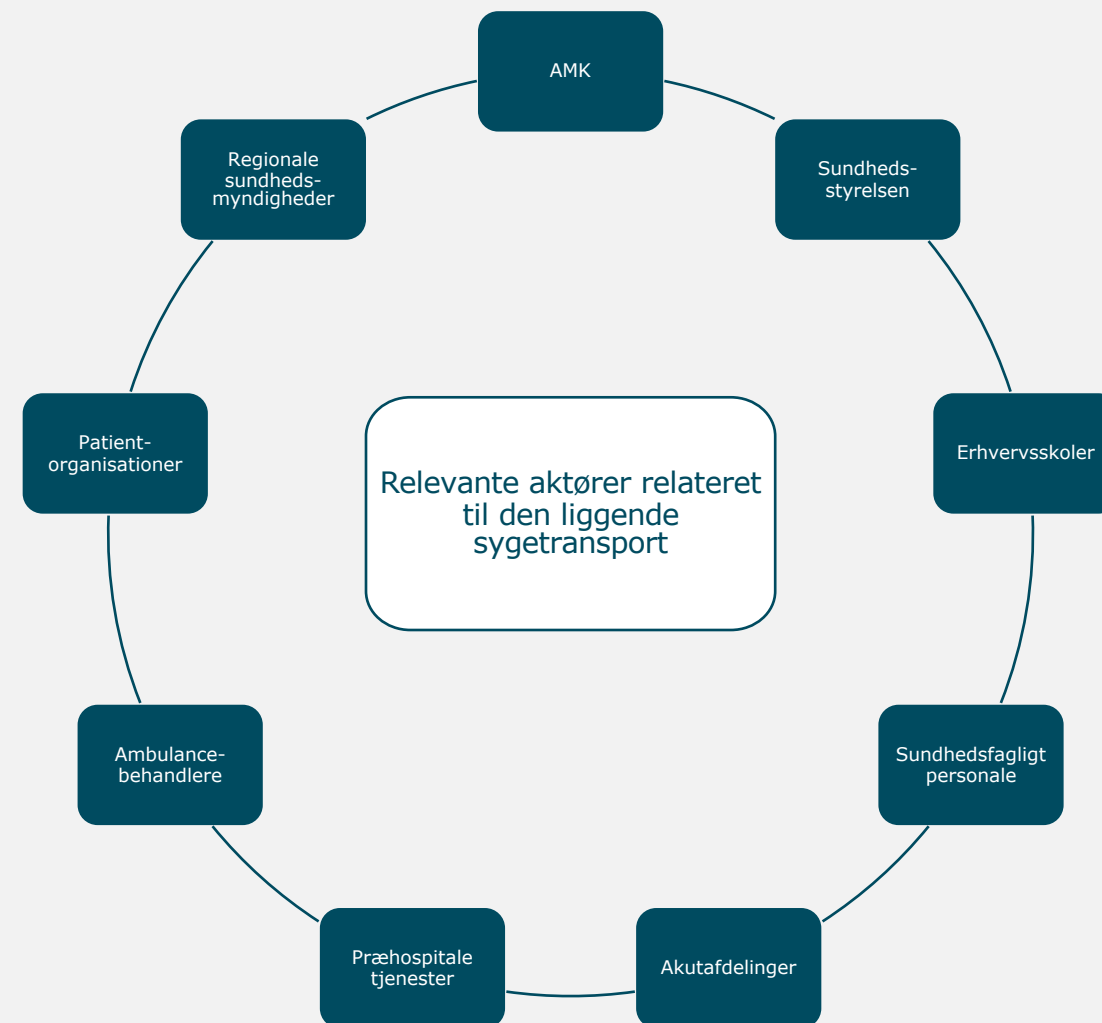 AMK
Regionale
sundheds-
myndigheder
Sundheds-
styrelsen
Patient-
organisationer
Erhvervsskoler
Relevante aktører relateret
til den liggende
sygetransport
Ambulance-
behandlere
Sundhedsfagligt
personale
Præhospitale
tjenester
Akutafdelinger